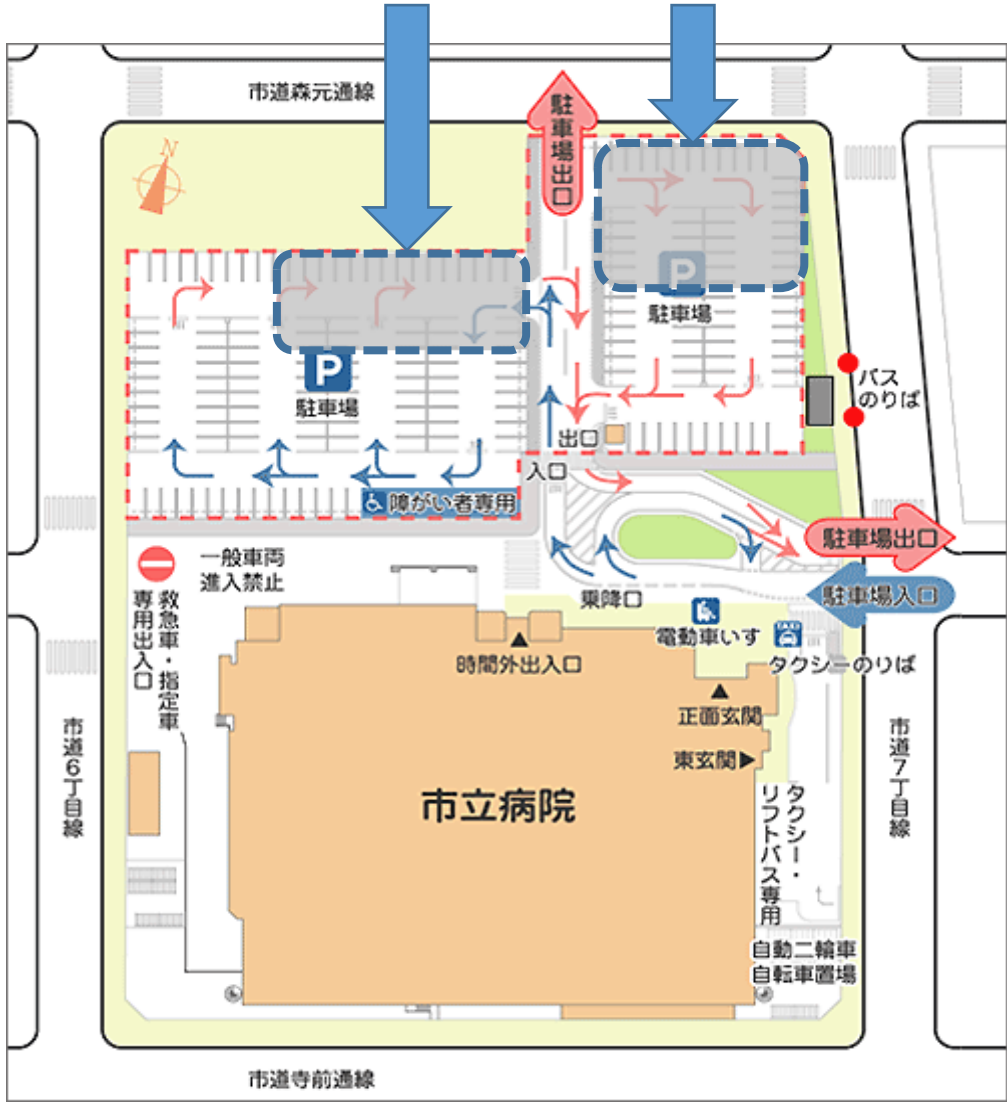 市道森元通線
N
駐車場出口
P
駐車場
P
駐車場
バス
のりば
出口
入口
障がい者専用
駐車場出口
駐車場入口
一般車両
進入禁止
救急車・指定車
専用出入口
乗降口
電動車いす
TAXI
タクシーのりば
時間外出入口
正面玄関
東玄関
市道6丁目線
市道7丁目線
市立病院
タクシー・
リフトバス専用
自動二輪車
自転車置場
市道寺前通線